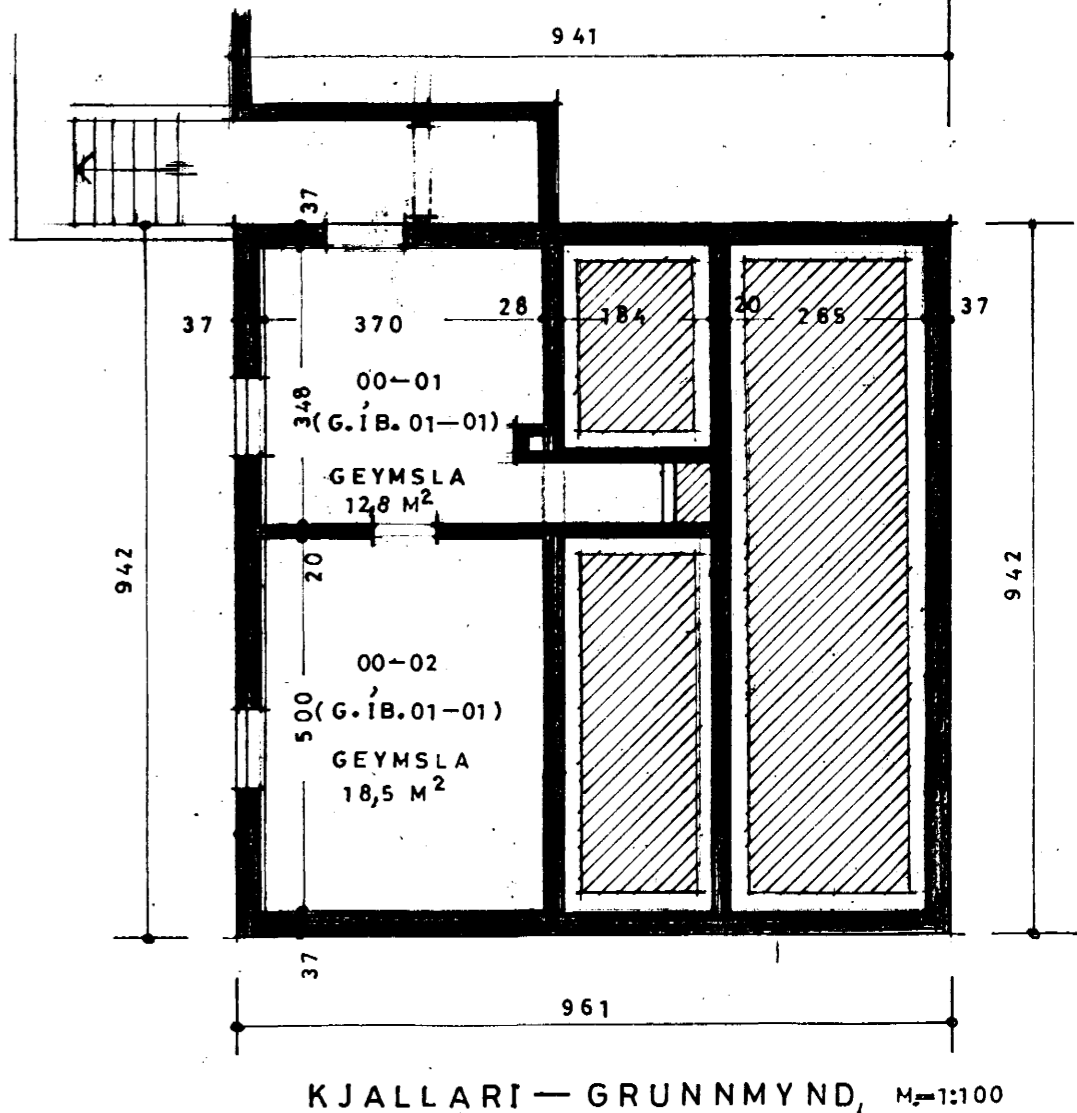 941
37
37
370
28
184
20
265
37
348
00-01
(G.ÍB. 01-01)
GEYMSLA
12,8 M²
942
20
942
00-02
500
(G.ÍB.01-01)
GEYMSLA
18,5 M²
37
961
KJALLARI — GRUNNMYND, M=1:100